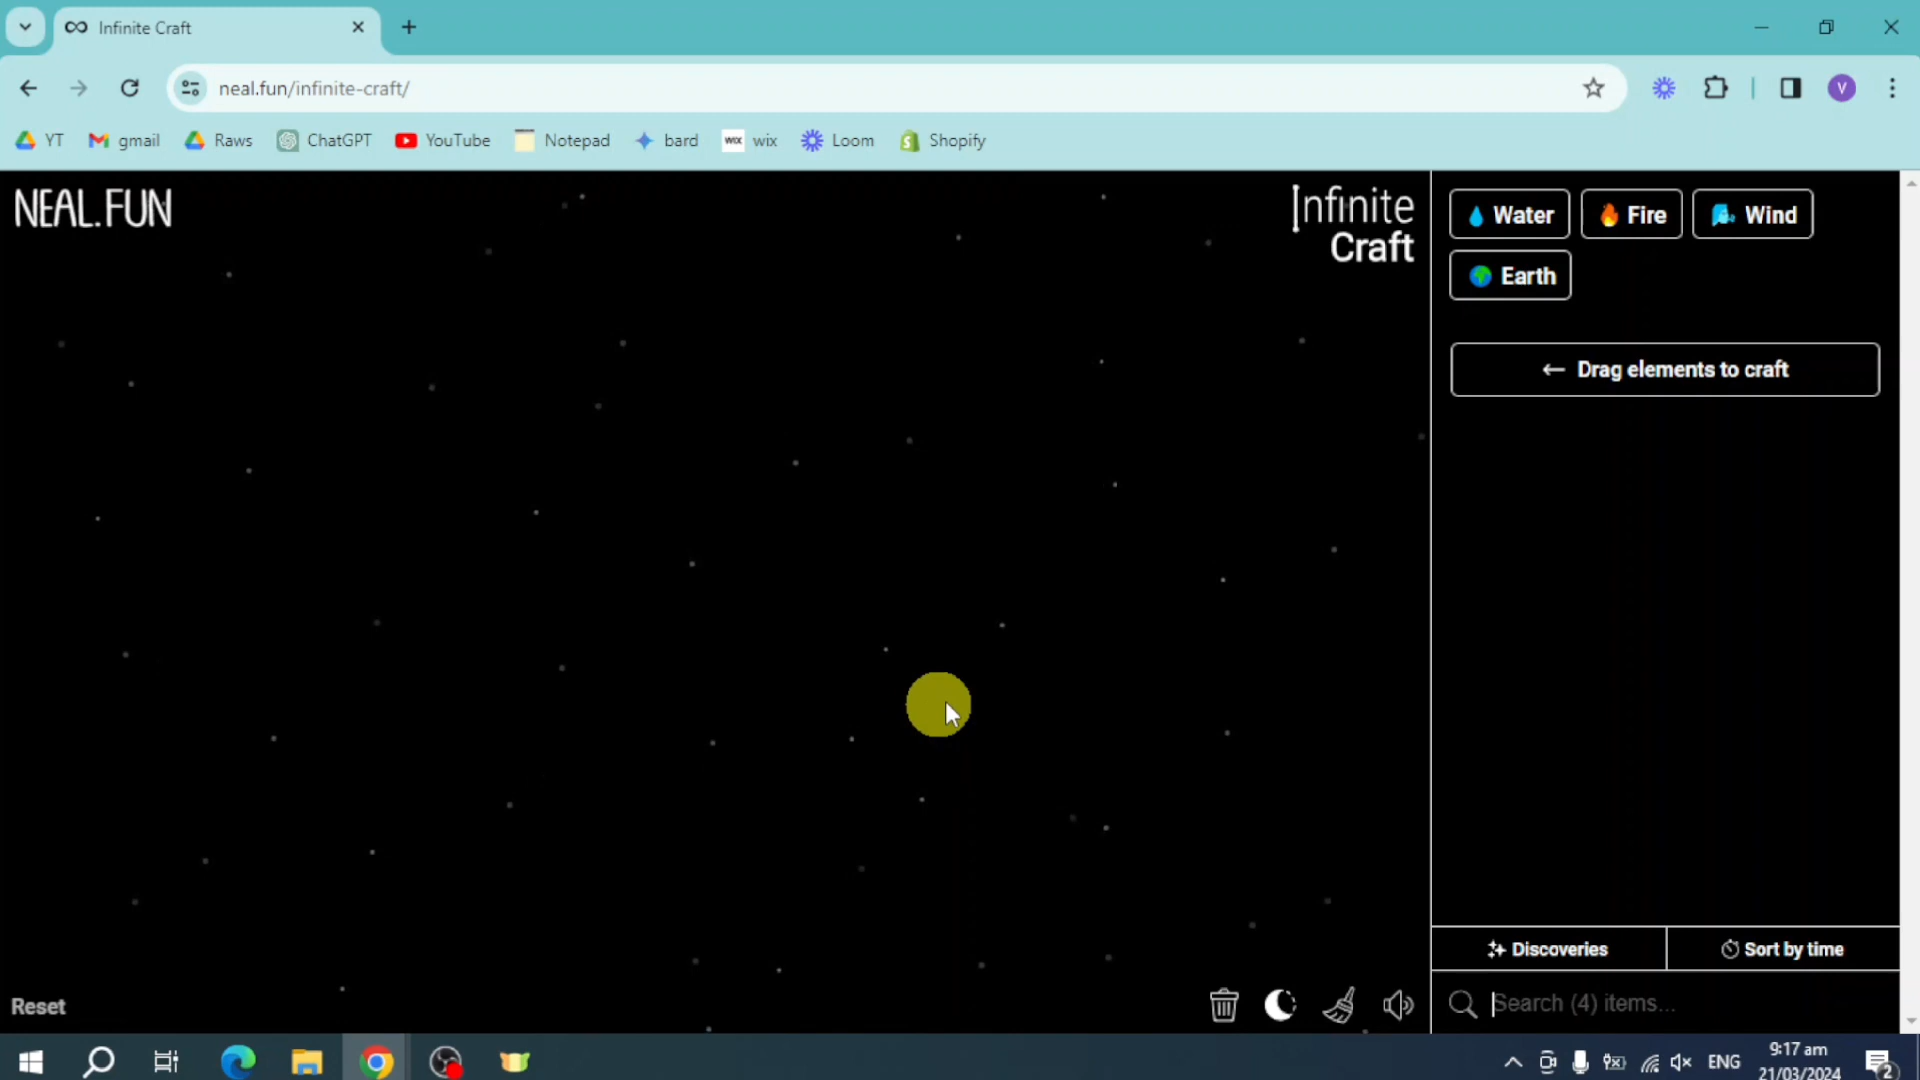 Infinite Craft
neal.fun/infinite-craft/
YT gmail Raws ChatGPT YouTube Notepad bard WIX wix Loom Shopify
NEAL.FUN
Infinite
Craft
Water Fire Wind
Earth
← Drag elements to craft
Discoveries Sort by time
Reset
Search (4) items...
V
ENG
9:17 am
21/03/2024
2